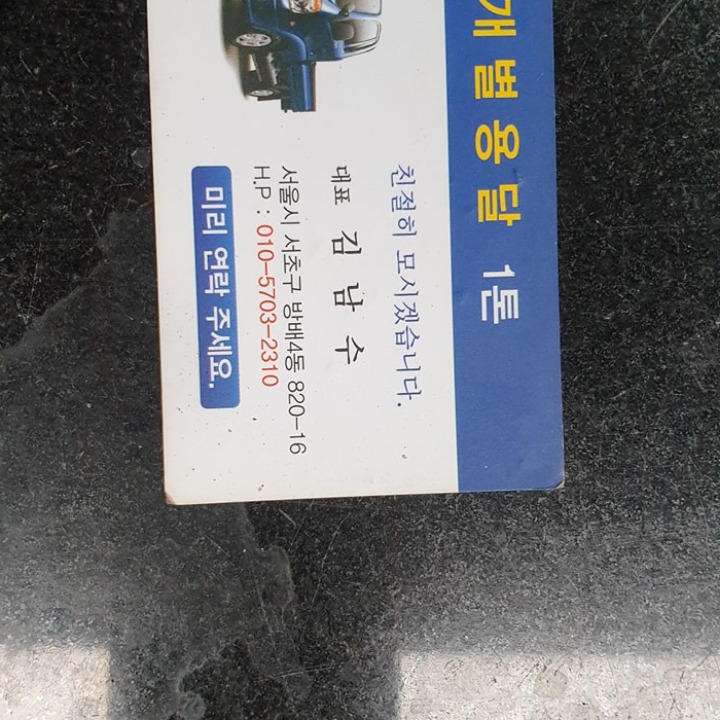 개별용달 1톤
친절히 모시겠습니다.
대표 김남수
서울시 서초구 방배4동 820-16
H.P : 010-5703-2310
미리 연락 주세요.